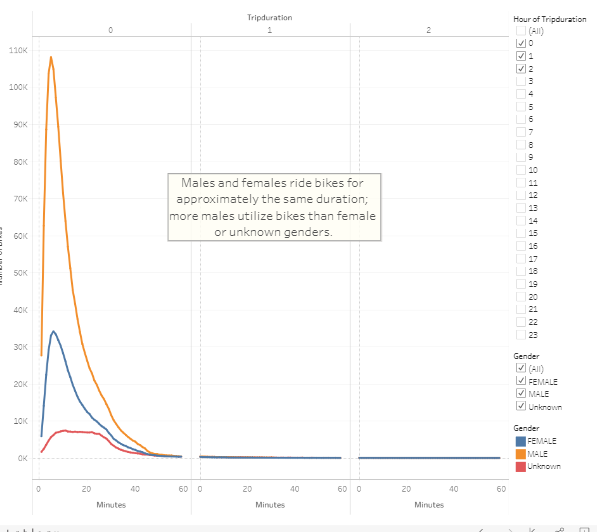 Tripduration
0 1 2
Hour of Tripduration
(All)
0
1
2
3
4
5
6
7
8
9
10
11
12
13
14
15
16
17
18
19
20
21
22
23
Gender
(All)
FEMALE
MALE
Unknown
Gender
FEMALE
MALE
Unknown
110K
100K
90K
80K
70K
60K
50K
40K
30K
20K
10K
0K
Males and females ride bikes for
approximately the same duration;
more males utilize bikes than female
or unknown genders.
0 20 40 60 0 20 40 60 0 20 40 60
Minutes Minutes Minutes